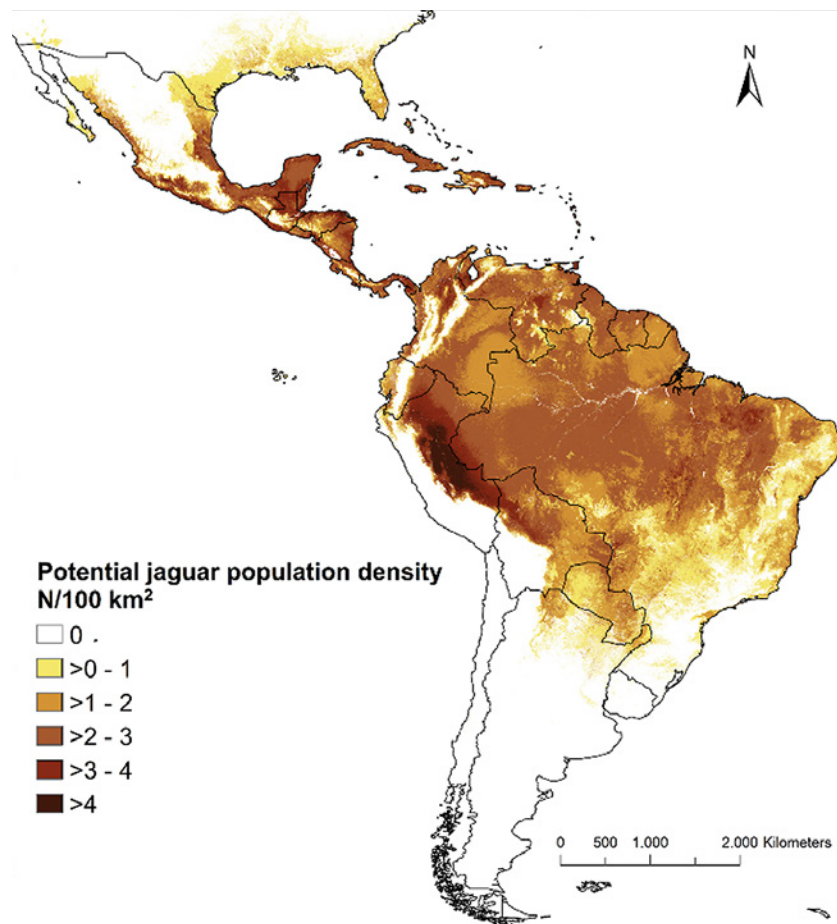 N
Potential jaguar population density
N/100 km²
0 .
>0 - 1
>1 - 2
>2 - 3
>3 - 4
>4
0 500 1.000 2.000 Kilometers